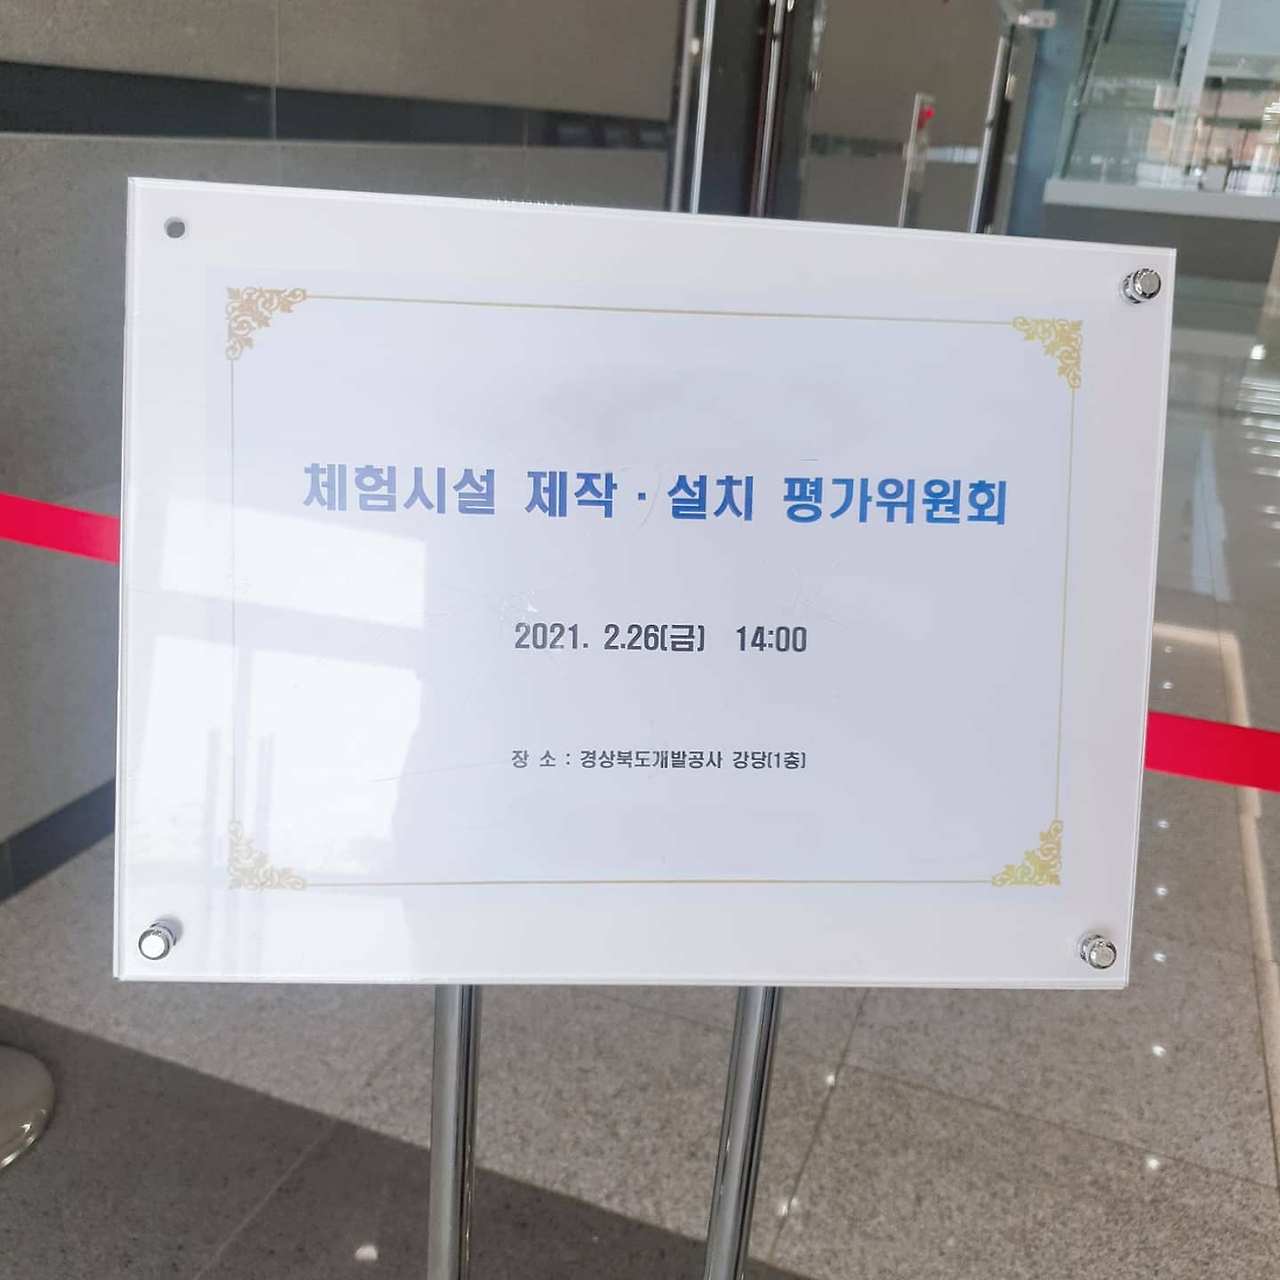 체험시설 제작·설치 평가위원회
2021. 2.26(금) 14:00
장 소 : 경상북도개발공사 강당(1층)